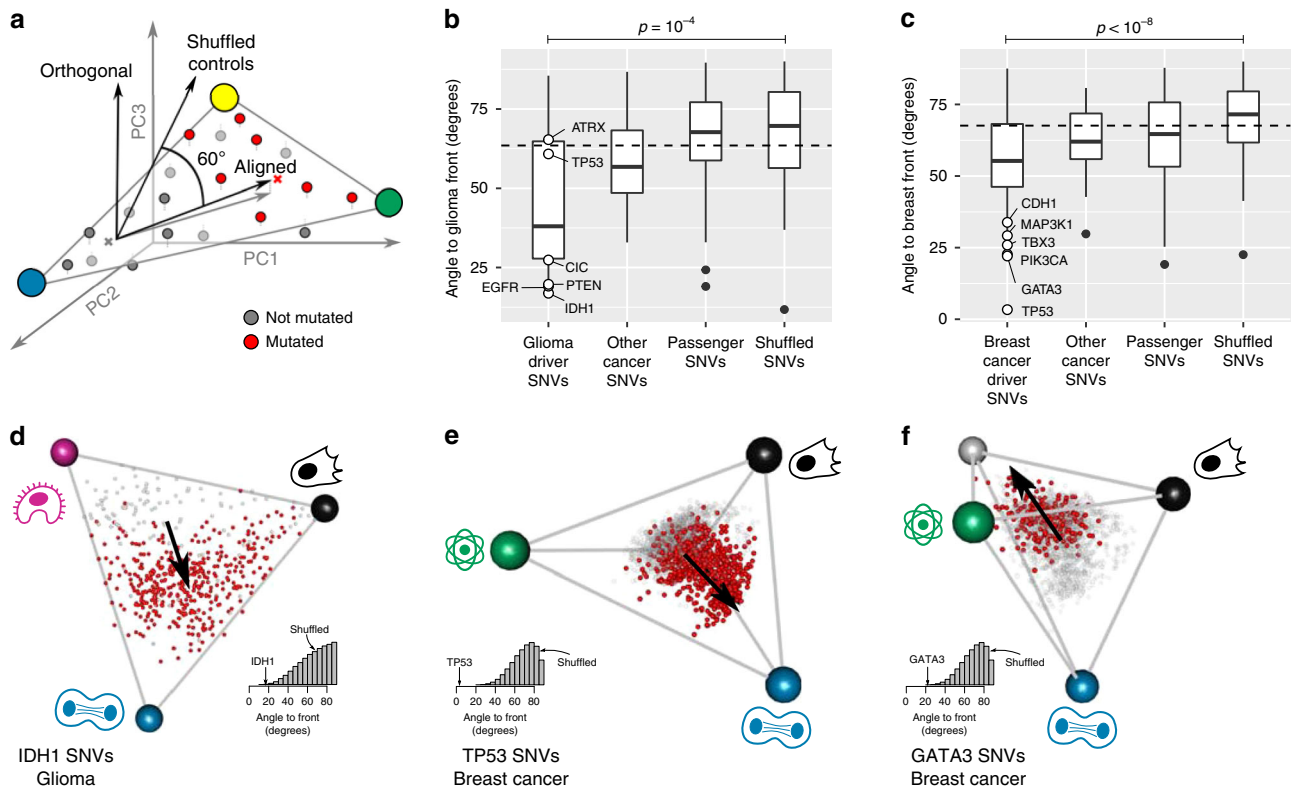 a
Orthogonal
Shuffled
controls
PC3
60°
Aligned
PC1
PC2
Not mutated
Mutated
b
p = 10⁻⁴
Angle to glioma front (degrees)
75
50
25
ATRX
TP53
CIC
PTEN
EGFR
IDH1
Glioma
driver
SNVs
Other
cancer
SNVs
Passenger
SNVs
Shuffled
SNVs
c
p < 10⁻⁸
Angle to breast front (degrees)
75
50
25
0
CDH1
MAP3K1
TBX3
PIK3CA
GATA3
TP53
Breast
cancer
driver
SNVs
Other
cancer
SNVs
Passenger
SNVs
Shuffled
SNVs
d
Shuffled
IDH1
0 20 40 60 80
Angle to front
(degrees)
IDH1 SNVs
Glioma
e
TP53
Shuffled
0 20 40 60 80
Angle to front
(degrees)
TP53 SNVs
Breast cancer
f
GATA3
Shuffled
0 20 40 60 80
Angle to front
(degrees)
GATA3 SNVs
Breast cancer